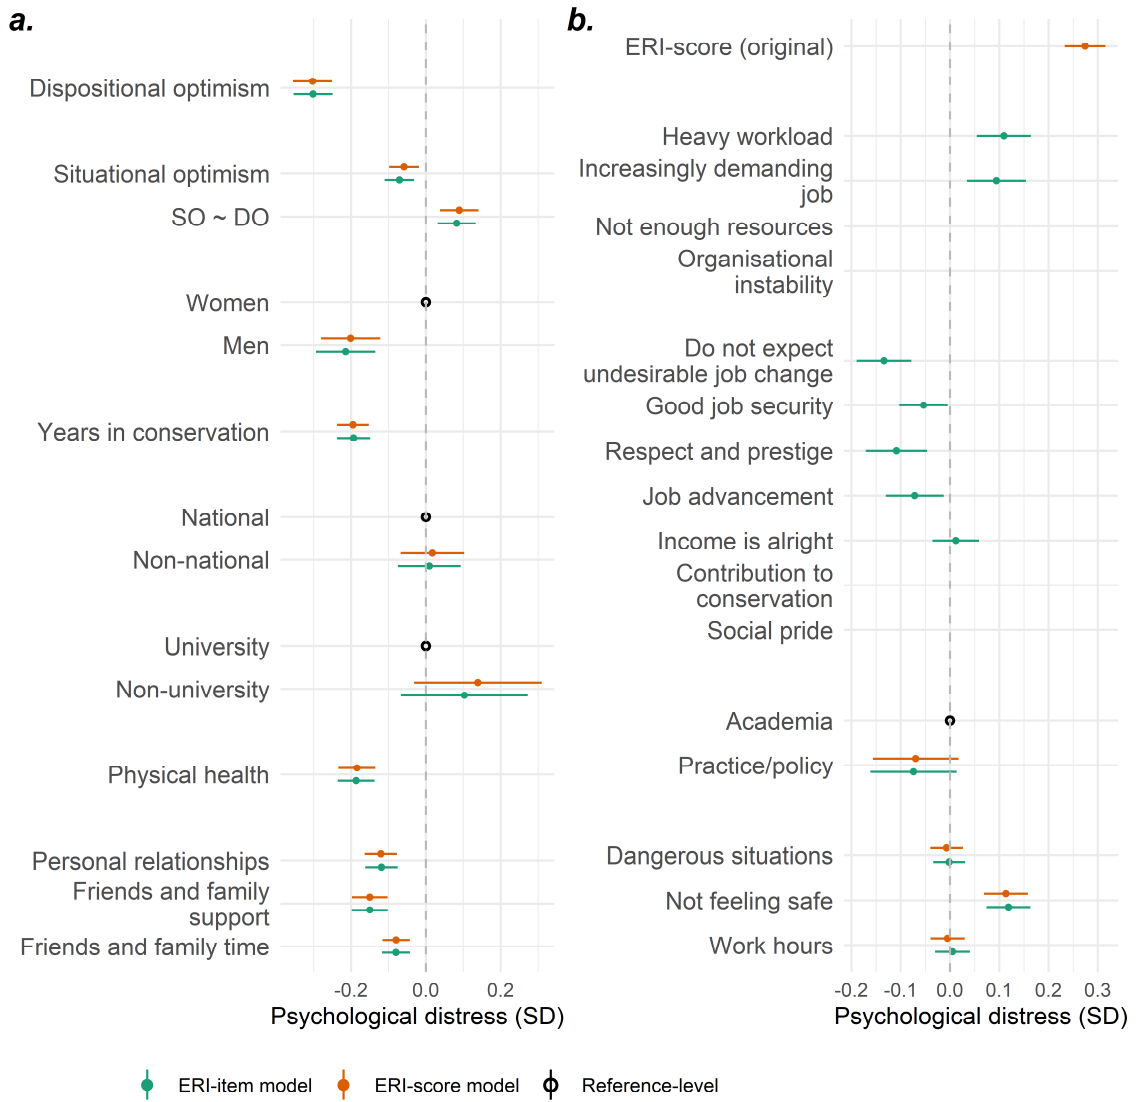 a.
Dispositional optimism
Situational optimism
SO ~ DO
Women
Men
Years in conservation
National
Non-national
University
Non-university
Physical health
Personal relationships
Friends and family
support
Friends and family time
-0.2 0.0 0.2
Psychological distress (SD)
b.
ERI-score (original)
Heavy workload
Increasingly demanding
job
Not enough resources
Organisational
instability
Do not expect
undesirable job change
Good job security
Respect and prestige
Job advancement
Income is alright
Contribution to
conservation
Social pride
Academia
Practice/policy
Dangerous situations
Not feeling safe
Work hours
-0.2 -0.1 0.0 0.1 0.2 0.3
Psychological distress (SD)
ERI-item model ERI-score model Reference-level